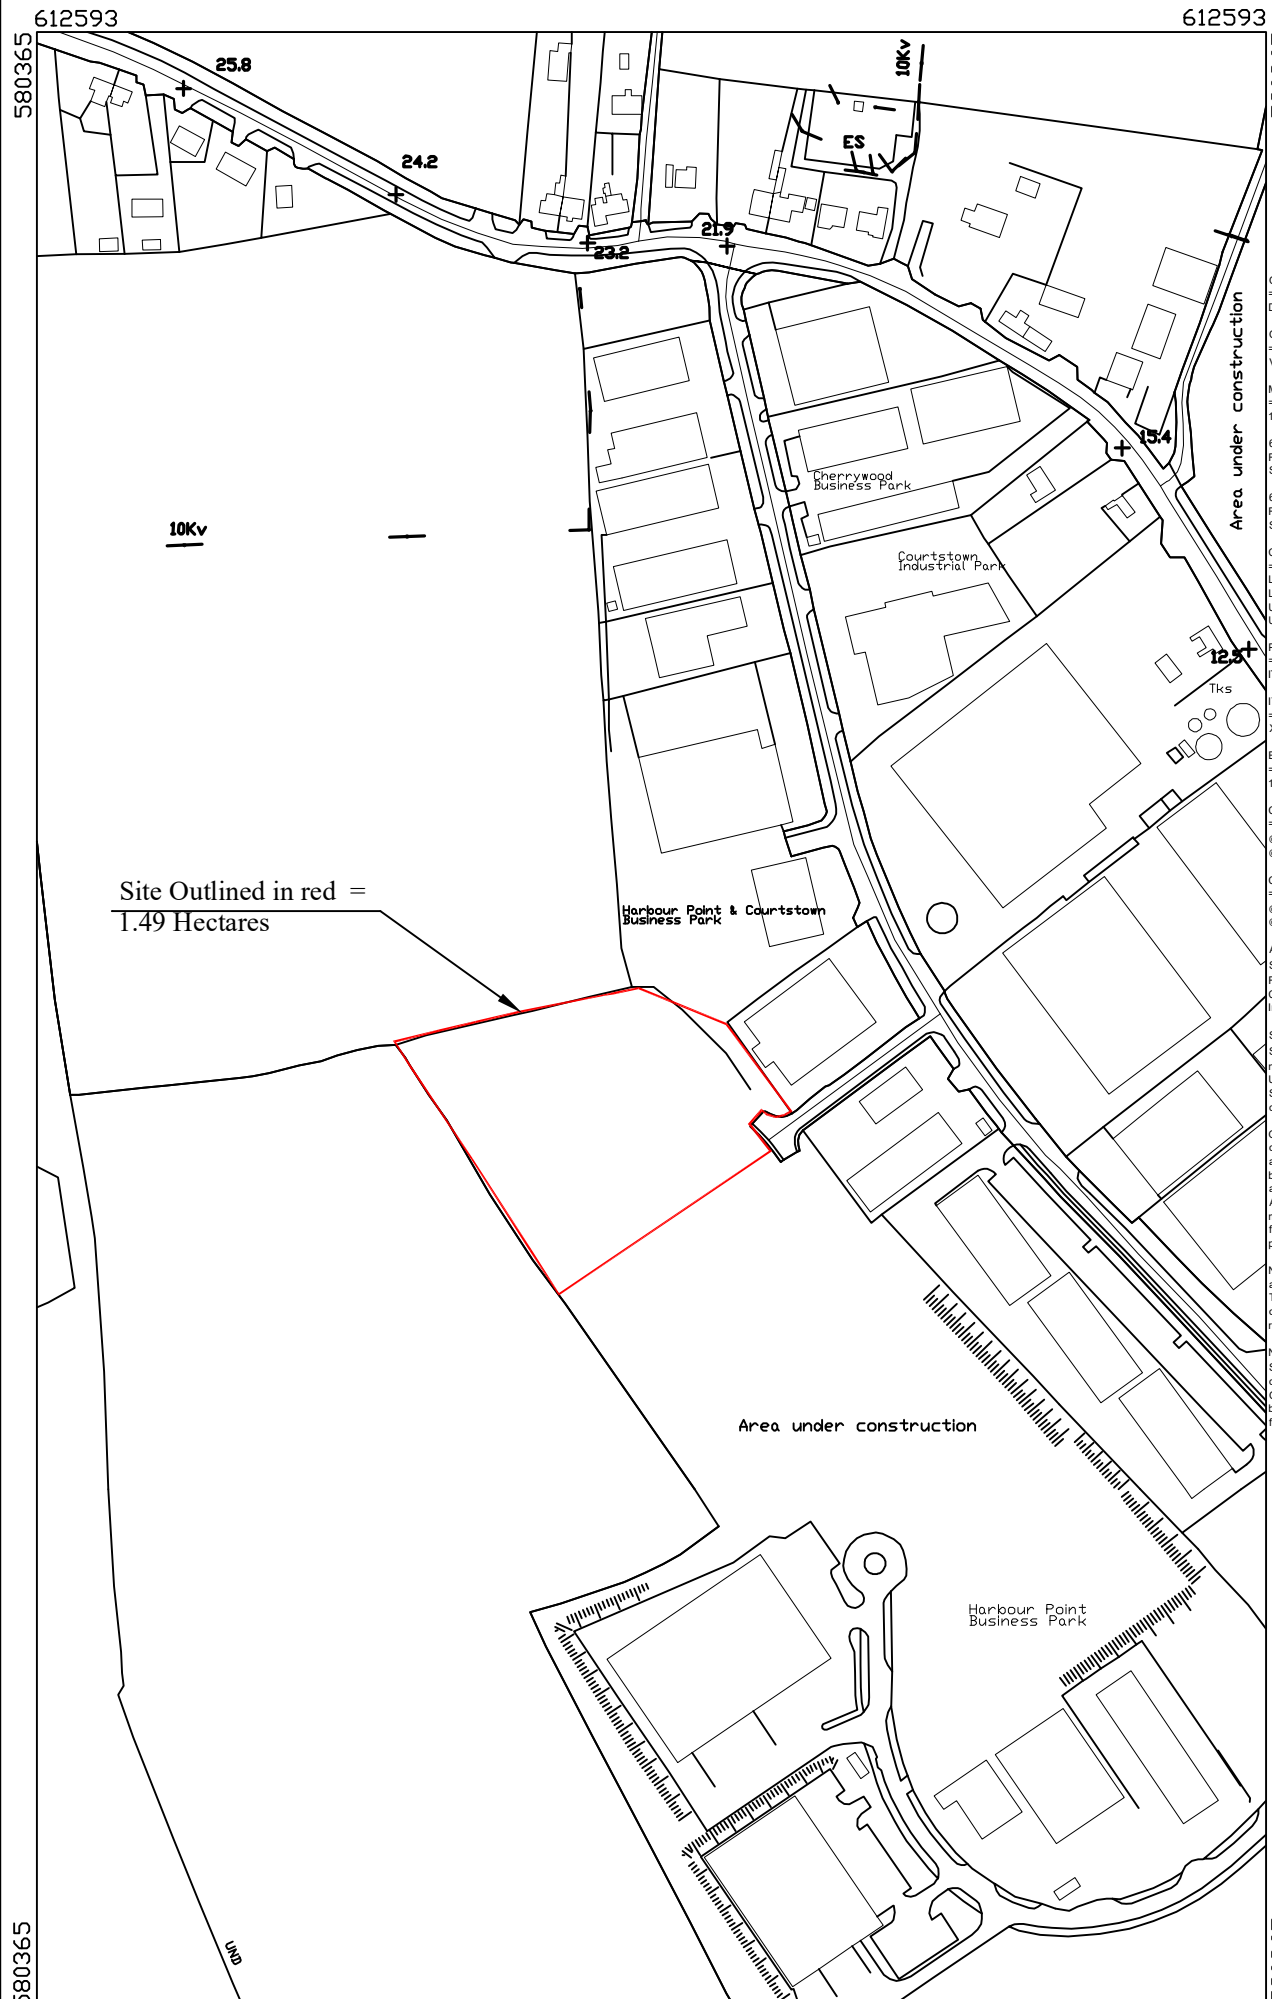 612593
612593
580365
25.8
24.2
23.2
21.9
10Kv
ES
Area under construction
15.4
Cherrywood
Business Park
Courtstown
Industrial Park
10Kv
12.5
Tks
Site Outlined in red =
1.49 Hectares
Harbour Point & Courtstown
Business Park
Area under construction
Harbour Point
Business Park
UND
580365